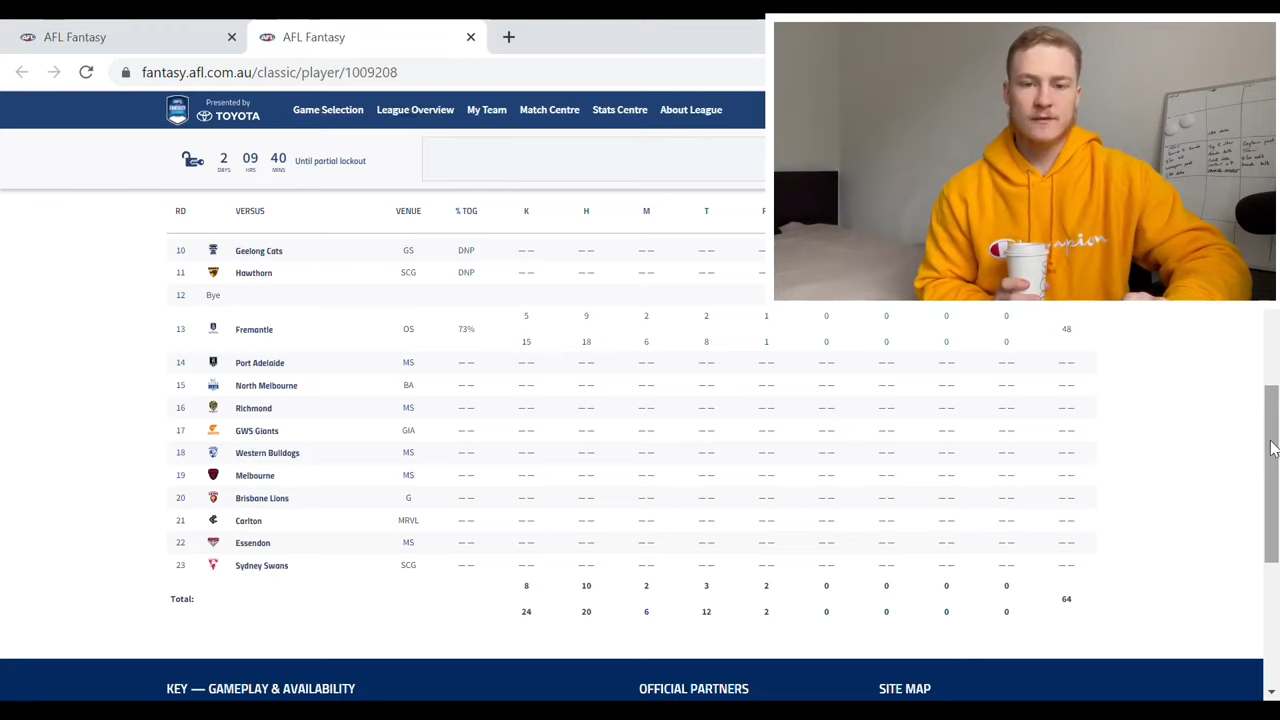 AFL Fantasy
AFL Fantasy
fantasy.afl.com.au/classic/player/1009208
Presented by
TOYOTA
Game Selection League Overview My Team Match Centre Stats Centre About League
2 09 40 Until partial lockout
DAYS HRS MINS
RD VERSUS VENUE % TOG K H M T
10 Geelong Cats GS DNP – – – – – – – – – –
11 Hawthorn SCG DNP – – – – – – – – – –
12 Bye
5 9 2 2 1 0 0 0 0
13 Fremantle OS 73% 48
15 18 6 8 1 0 0 0 0
14 Port Adelaide MS – – – – – – – – – – – – – – – – – – – – – –
15 North Melbourne BA – – – – – – – – – – – – – – – – – – – – – –
16 Richmond MS – – – – – – – – – – – – – – – – – – – – – –
17 GWS Giants GIA – – – – – – – – – – – – – – – – – – – – – –
18 Western Bulldogs MS – – – – – – – – – – – – – – – – – – – – – –
19 Melbourne MS – – – – – – – – – – – – – – – – – – – – – –
20 Brisbane Lions G – – – – – – – – – – – – – – – – – – – – – –
21 Carlton MRVL – – – – – – – – – – – – – – – – – – – – – –
22 Essendon MS – – – – – – – – – – – – – – – – – – – – – –
23 Sydney Swans SCG – – – – – – – – – – – – – – – – – – – – – –
8 10 2 3 2 0 0 0 0
Total: 64
24 20 6 12 2 0 0 0 0
KEY — GAMEPLAY & AVAILABILITY OFFICIAL PARTNERS SITE MAP
Champion